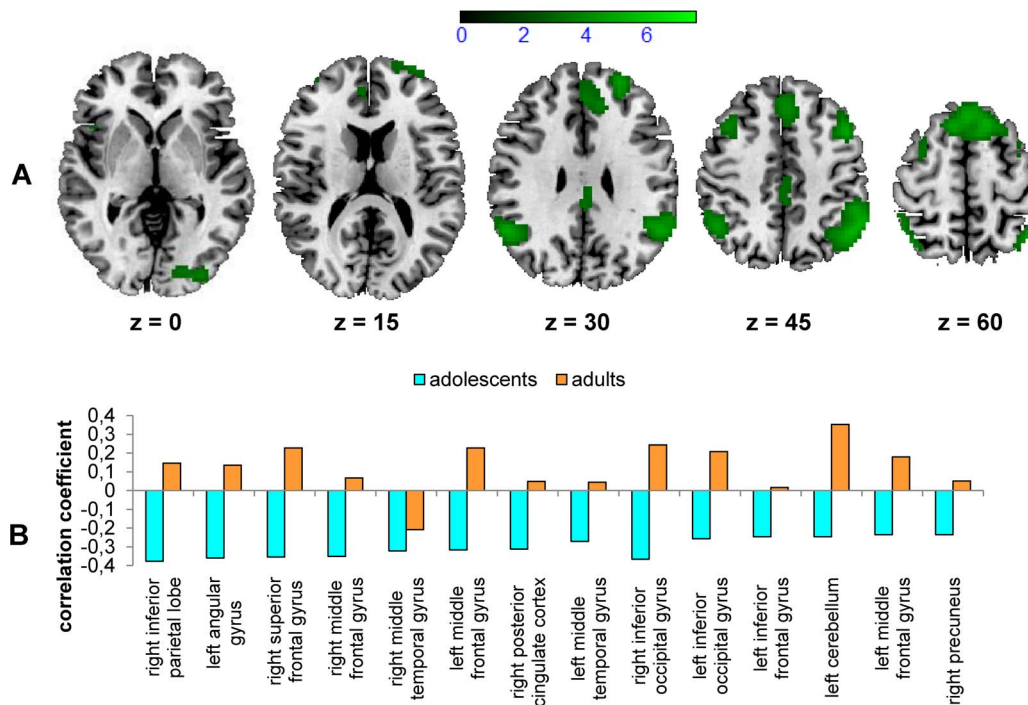 0 2 4 6
A
z = 0 z = 15 z = 30 z = 45 z = 60
adolescents adults
B
correlation coefficient
0,4
0,3
0,2
0,1
0
-0,1
-0,2
-0,3
-0,4
right inferior
parietal lobe
left angular
gyrus
right superior
frontal gyrus
right middle
frontal gyrus
right middle
temporal gyrus
left middle
frontal gyrus
right posterior
cingulate cortex
left middle
temporal gyrus
right inferior
occipital gyrus
left inferior
occipital gyrus
left inferior
frontal gyrus
left cerebellum
left middle
frontal gyrus
right precuneus